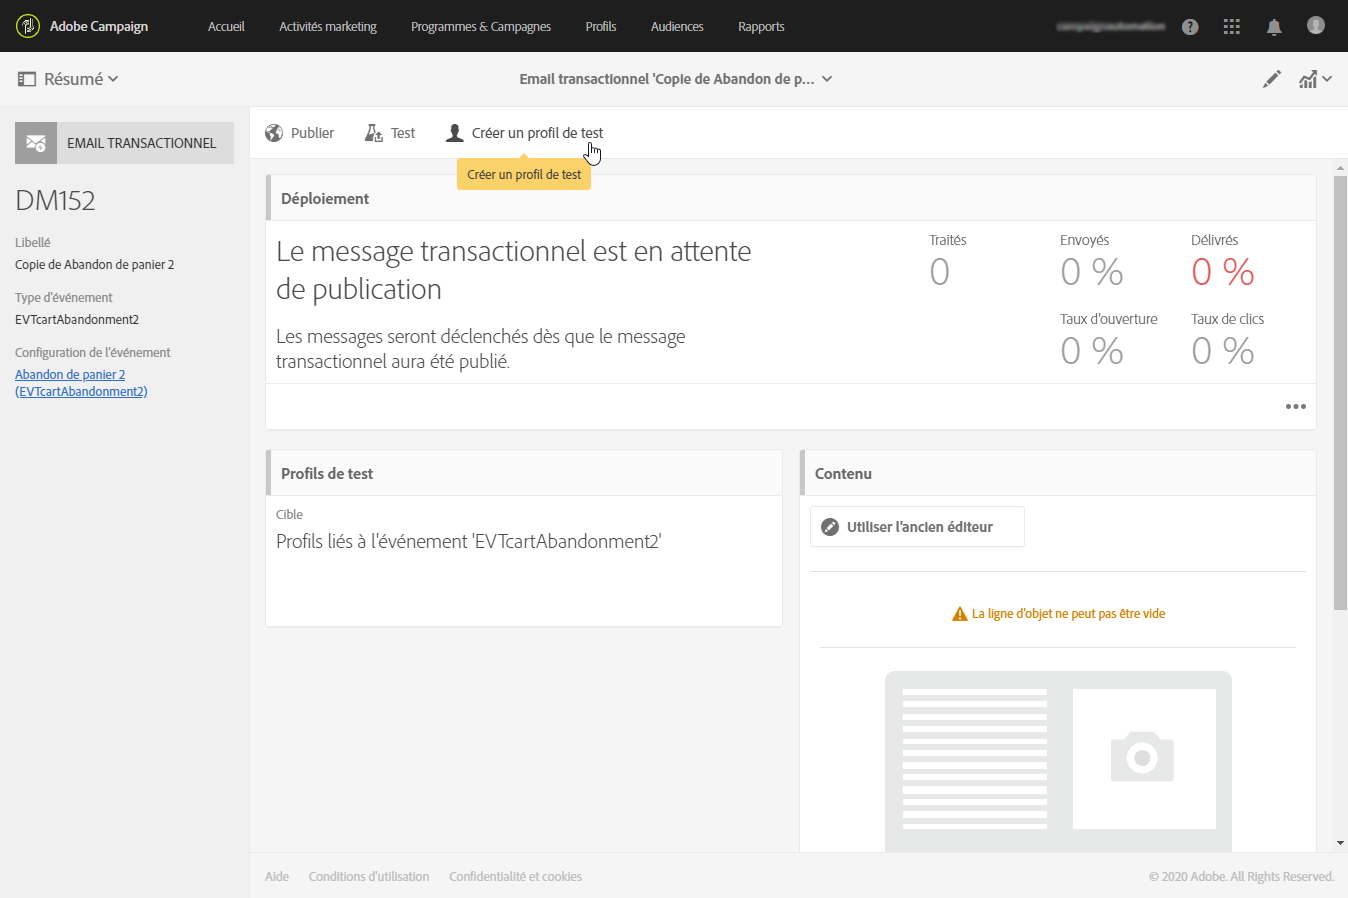 Adobe Campaign
Accueil
Activités marketing
Programmes & Campagnes
Profils
Audiences
Rapports
Résumé
Email transactionnel 'Copie de Abandon de p...
EMAIL TRANSACTIONNEL
DM152
Libellé
Copie de Abandon de panier 2
Type d'événement
EVTcartAbandonment2
Configuration de l'événement
Abandon de panier 2
(EVTcartAbandonment2)
Publier
Test
Créer un profil de test
Créer un profil de test
Déploiement
Le message transactionnel est en attente
de publication
Les messages seront déclenchés dès que le message
transactionnel aura été publié.
Traités
0
Envoyés
0 %
Délivrés
0 %
Taux d'ouverture
0 %
Taux de clics
0 %
Profils de test
Cible
Profils liés à l'événement 'EVTcartAbandonment2'
Contenu
Utiliser l'ancien éditeur
La ligne d'objet ne peut pas être vide
Aide
Conditions d'utilisation
Confidentialité et cookies
© 2020 Adobe. All Rights Reserved.